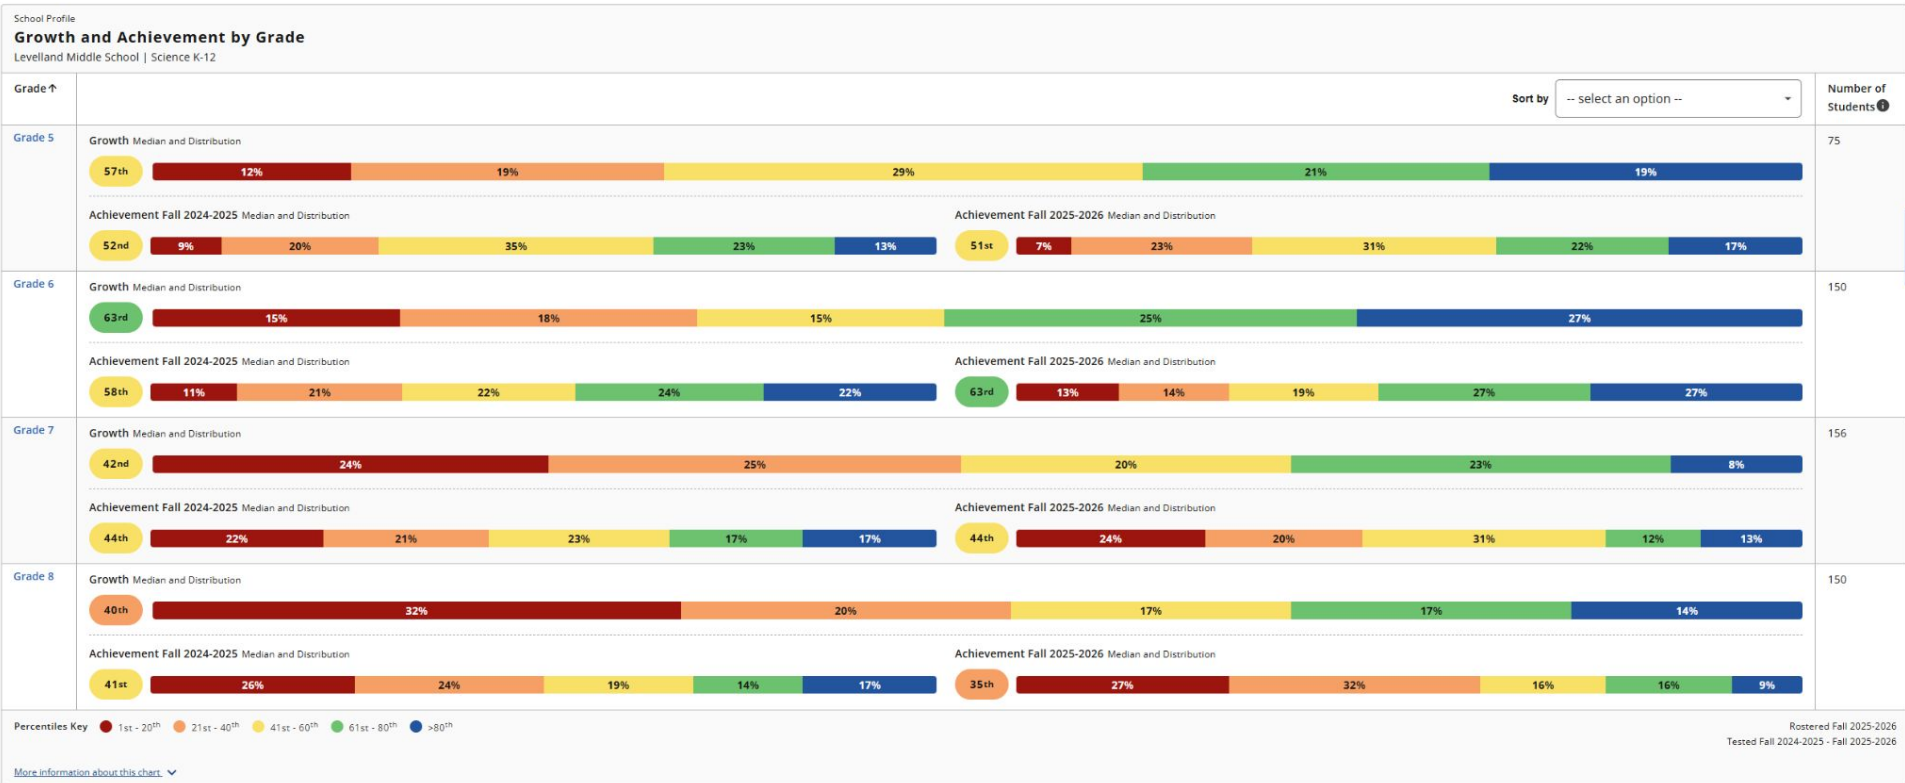 School Profile
Growth and Achievement by Grade
Levelland Middle School | Science K-12
Grade↑
Sort by -- select an option --
Number of
Students
Grade 5
Growth Median and Distribution
75
57th 12% 19% 29% 21% 19%
Achievement Fall 2024-2025 Median and Distribution
52nd 9% 20% 35% 23% 13%
Achievement Fall 2025-2026 Median and Distribution
51st 7% 23% 31% 22% 17%
Grade 6
Growth Median and Distribution
150
63rd 15% 18% 15% 25% 27%
Achievement Fall 2024-2025 Median and Distribution
58th 11% 21% 22% 24% 22%
Achievement Fall 2025-2026 Median and Distribution
63rd 13% 14% 19% 27% 27%
Grade 7
Growth Median and Distribution
156
42nd 24% 25% 20% 23% 8%
Achievement Fall 2024-2025 Median and Distribution
44th 22% 21% 23% 17% 17%
Achievement Fall 2025-2026 Median and Distribution
44th 24% 20% 31% 12% 13%
Grade 8
Growth Median and Distribution
150
40th 32% 20% 17% 17% 14%
Achievement Fall 2024-2025 Median and Distribution
41st 26% 24% 19% 14% 17%
Achievement Fall 2025-2026 Median and Distribution
35th 27% 32% 16% 16% 9%
Percentiles Key 1st - 20th 21st - 40th 41st - 60th 61st - 80th >80th
Rostered Fall 2025-2026
Tested Fall 2024-2025 - Fall 2025-2026
More information about this chart